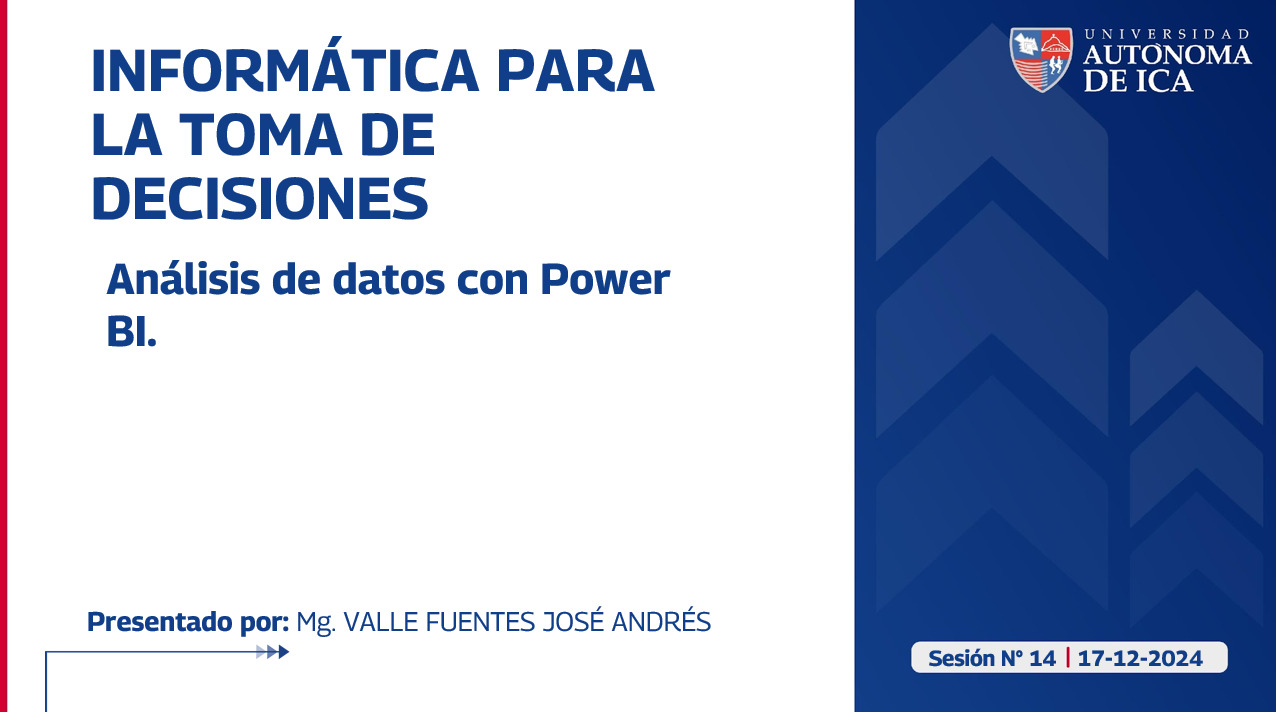 INFORMÁTICA PARA
LA TOMA DE
DECISIONES
Análisis de datos con Power
BI.
Presentado por: Mg. VALLE FUENTES JOSÉ ANDRÉS
UNIVERSIDAD
AUTÓNOMA
DE ICA
Sesión N° 14 | 17-12-2024